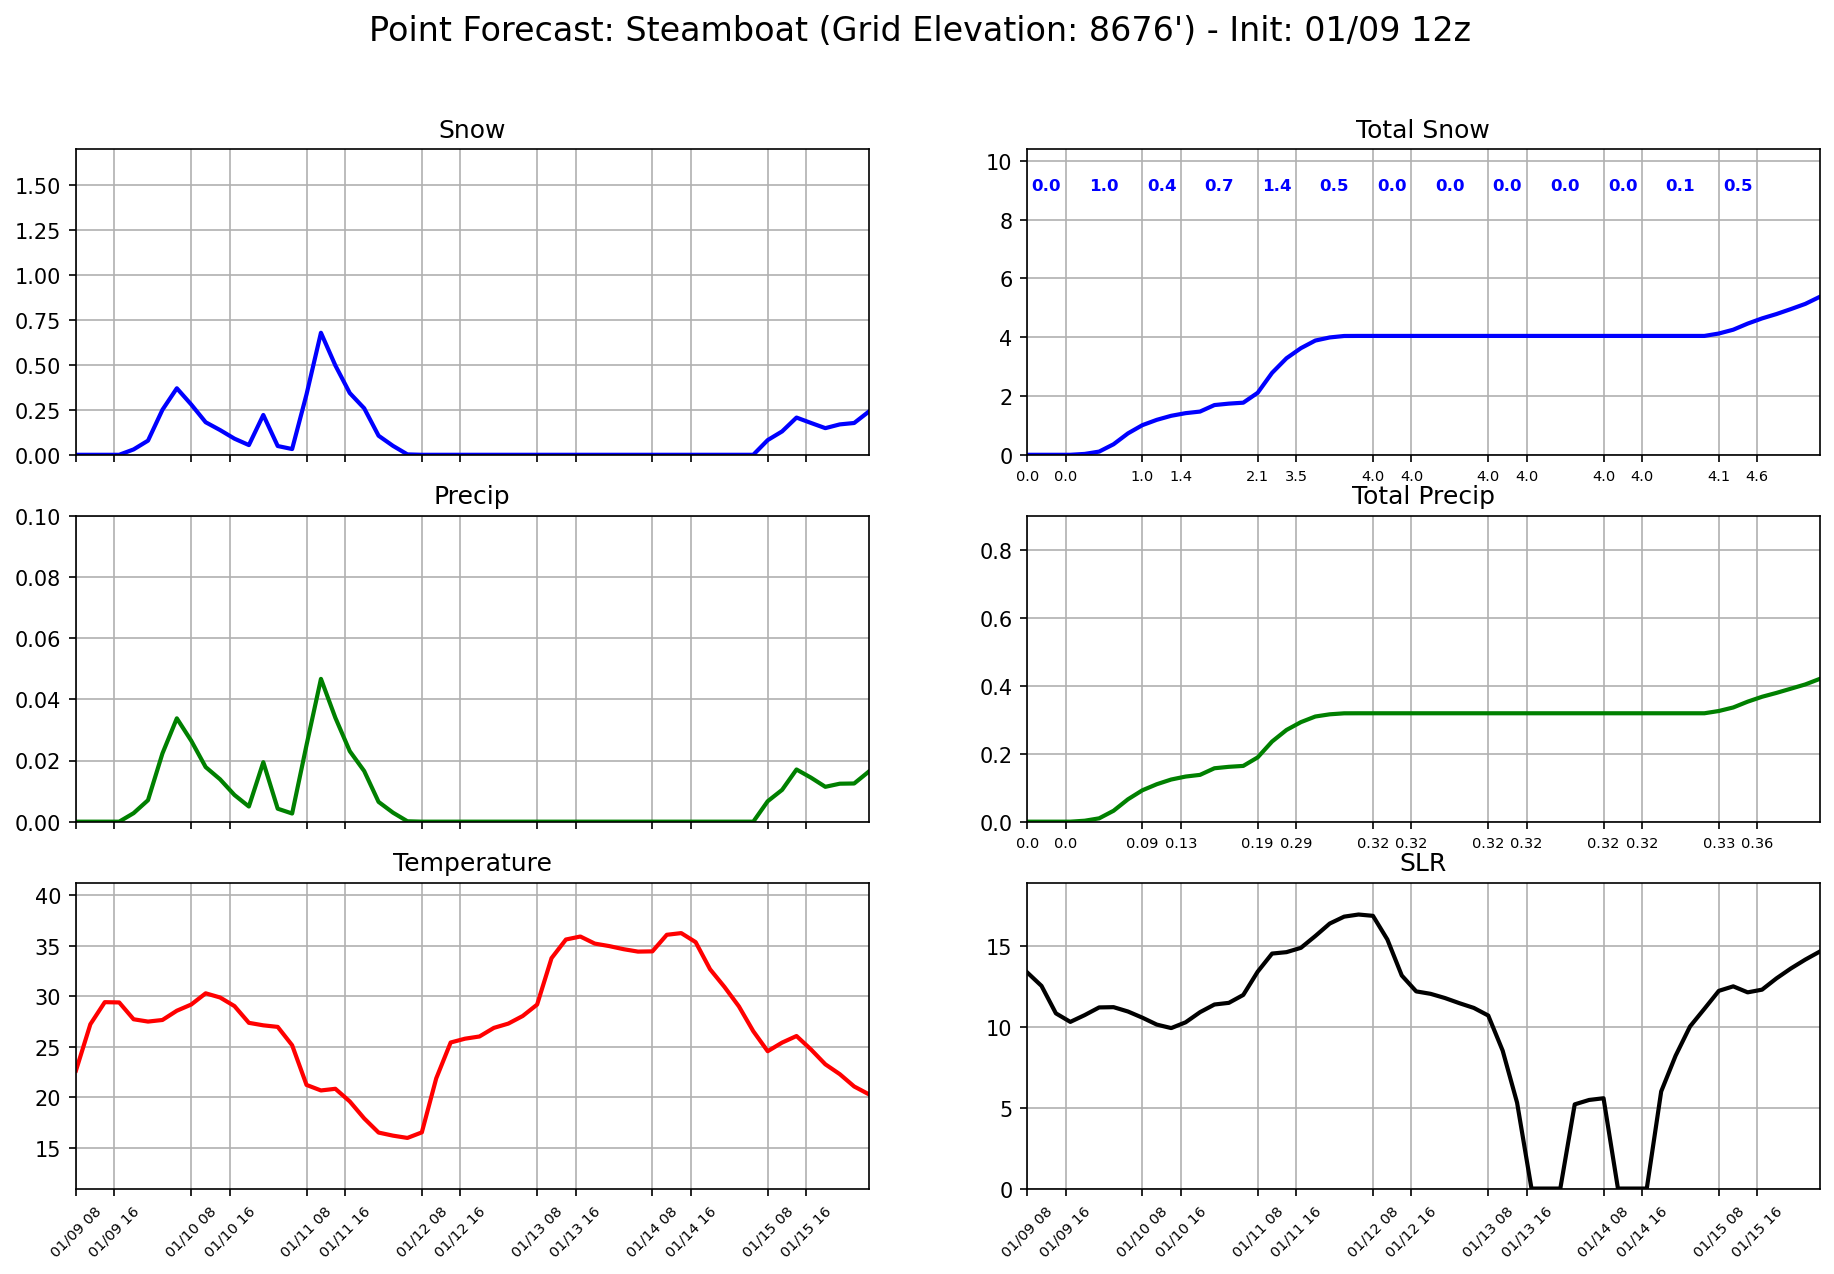 Point Forecast: Steamboat (Grid Elevation: 8676') - Init: 01/09 12z
Snow
1.50
1.25
1.00
0.75
0.50
0.25
0.00
Total Snow
10
8
6
4
2
0
0.0 1.0 0.4 0.7 1.4 0.5 0.0 0.0 0.0 0.0 0.0 0.1 0.5
0.0 0.0 1.0 1.4 2.1 3.5 4.0 4.0 4.0 4.0 4.0 4.0 4.1 4.6
Precip
0.10
0.08
0.06
0.04
0.02
0.00
Total Precip
0.8
0.6
0.4
0.2
0.0
0.0 0.0 0.09 0.13 0.19 0.29 0.32 0.32 0.32 0.32 0.32 0.32 0.33 0.36
Temperature
40
35
30
25
20
15
01/09 08 01/09 16 01/10 08 01/10 16 01/11 08 01/11 16 01/12 08 01/12 16 01/13 08 01/13 16 01/14 08 01/14 16 01/15 08 01/15 16
SLR
15
10
5
0
01/09 08 01/09 16 01/10 08 01/10 16 01/11 08 01/11 16 01/12 08 01/12 16 01/13 08 01/13 16 01/14 08 01/14 16 01/15 08 01/15 16